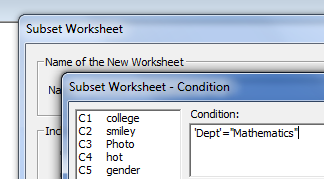 Subset Worksheet
Name of the New Worksheet
Subset Worksheet - Condition
C1 college
C2 smiley
C3 Photo
C4 hot
C5 gender
Condition:
'Dept'="Mathematics"